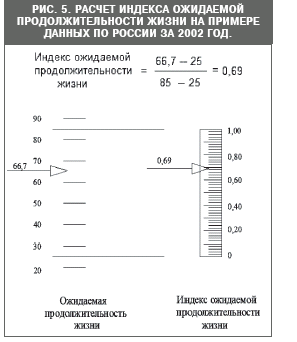 РИС. 5. РАСЧЕТ ИНДЕКСА ОЖИДАЕМОЙ
ПРОДОЛЖИТЕЛЬНОСТИ ЖИЗНИ НА ПРИМЕРЕ
ДАННЫХ ПО РОССИИ ЗА 2002 ГОД.
Индекс ожидаемой
продолжительности
жизни
=
66,7 – 25
85 – 25
= 0,69
90
80
70
66,7
60
50
40
30
20
1,00
0,80
0,69
0,60
0,40
0,20
0
Ожидаемая
продолжительность
жизни
Индекс ожидаемой
продолжительности
жизни